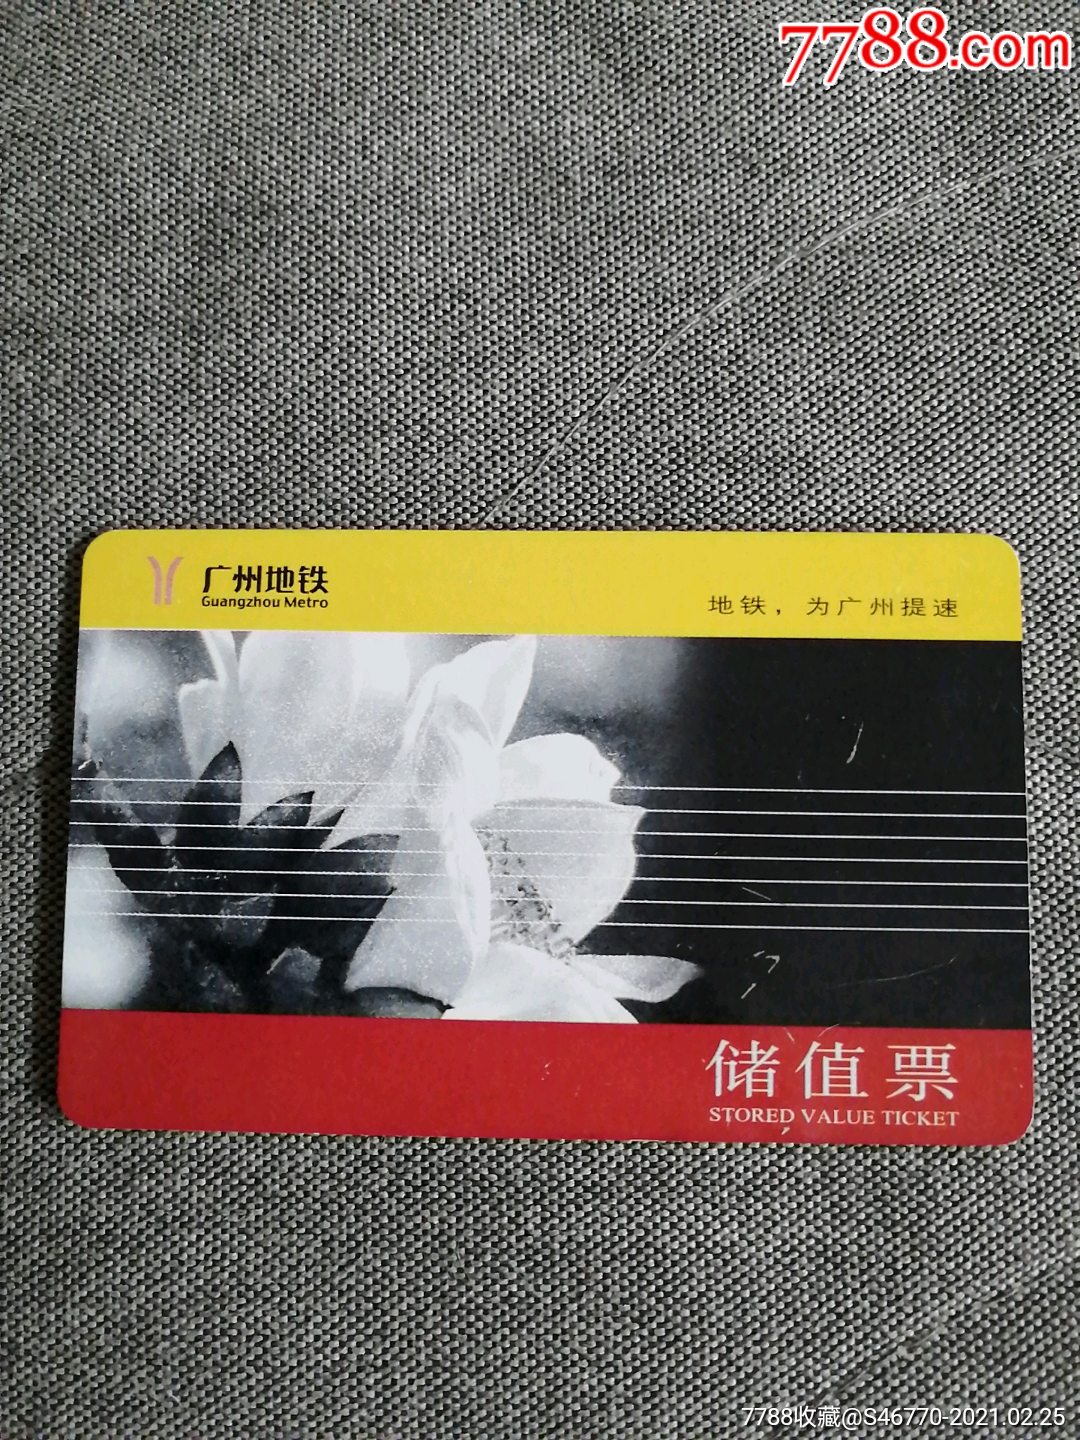 7788.com
广州地铁
Guangzhou Metro
地铁，为广州提速
储值票
STORED VALUE TICKET
7788收藏@S46770-2021.02.25